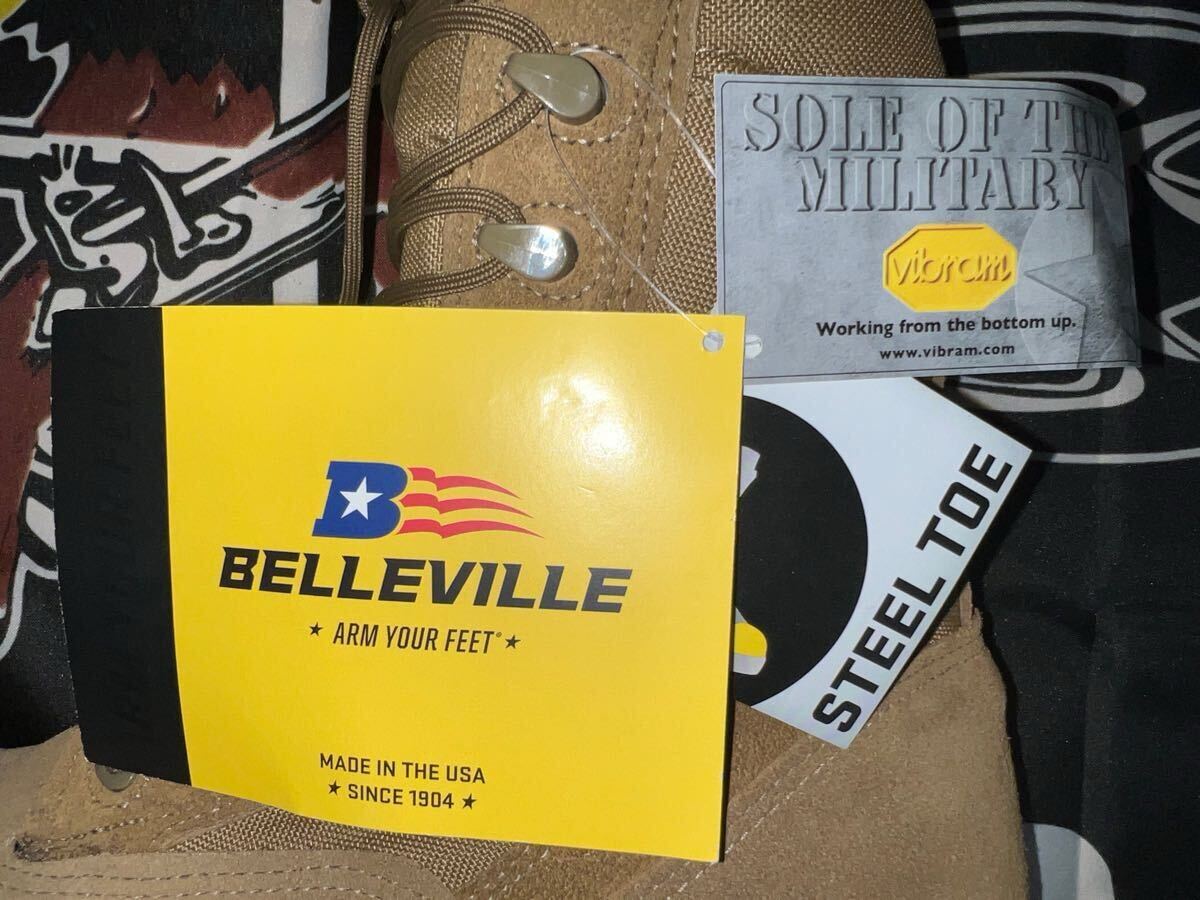 SOLE OF THE
MILITARY
vibram
Working from the bottom up.
www.vibram.com
BELLEVILLE
★ ARM YOUR FEET® ★
MADE IN THE USA
★ SINCE 1904 ★
STEEL TOE